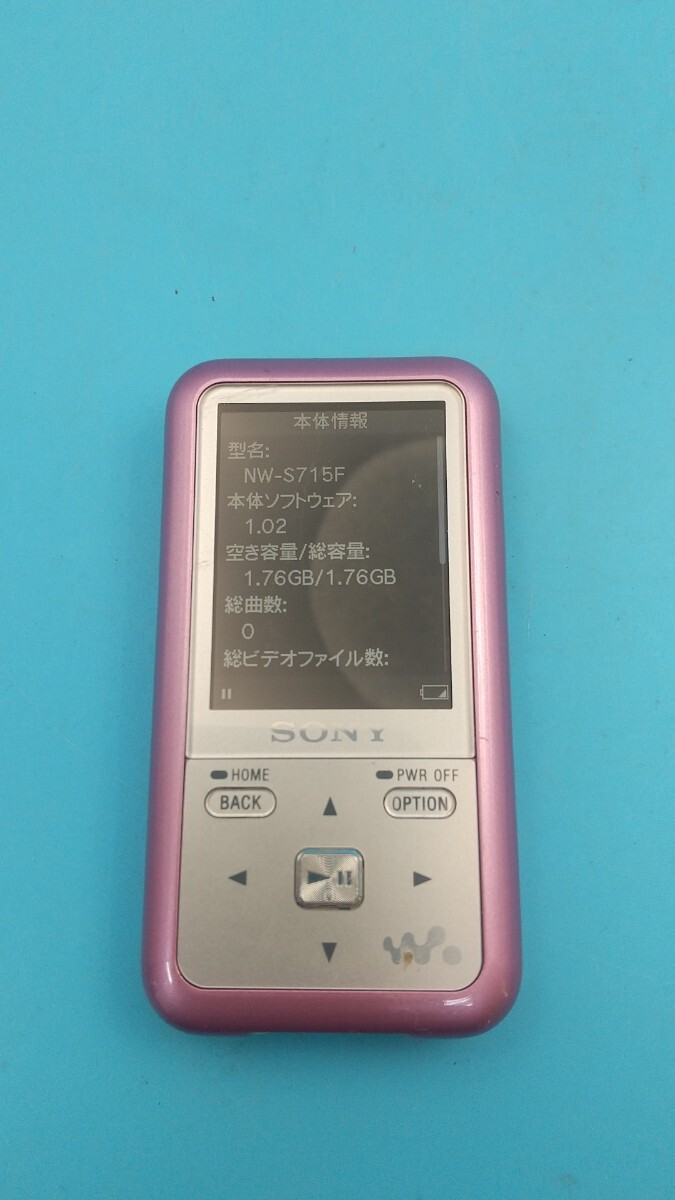 本体情報
型名:
NW-S715F
本体ソフトウェア:
1.02
空き容量/総容量:
1.76GB/1.76GB
総曲数:
0
総ビデオファイル数:
SONY
HOME
PWR OFF
BACK
OPTION